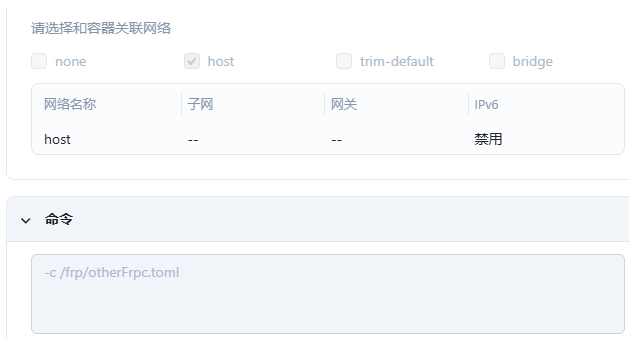 请选择和容器关联网络
none host trim-default bridge
网络名称 子网 网关 IPv6
host -- -- 禁用
命令
-c /frp/otherFrpc.toml